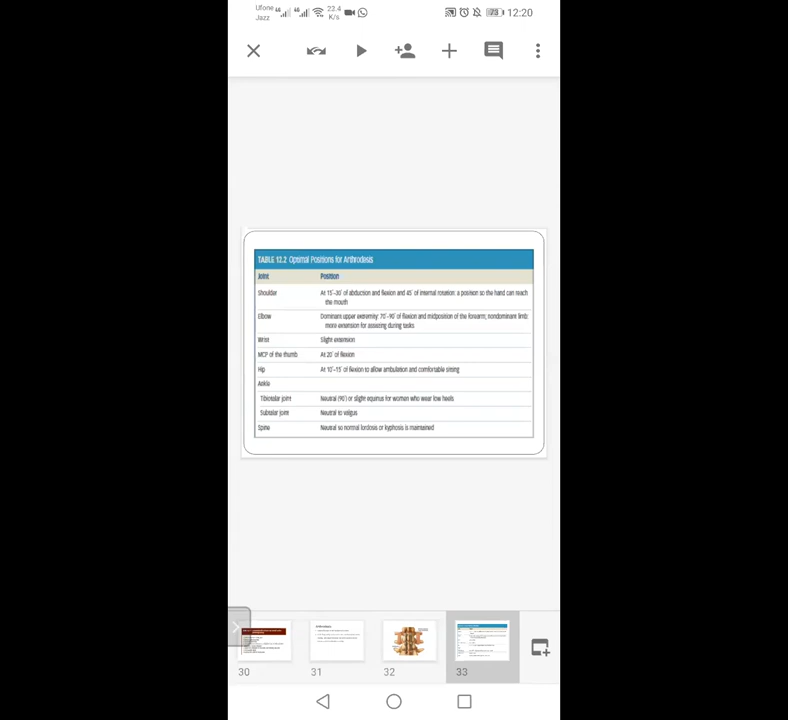 Ufone
Jazz
22.4
K/s
73
12:20
TABLE 12.2 Optimal Positions for Arthrodesis
Joint Position
Shoulder At 15°–20° of abduction and flexion and 45° of internal rotation: a position so the hand can reach
the mouth
Elbow Dominant upper extremity: 70°–90° of flexion and midposition of the forearm; nondominant limb:
more extension for assisting during tasks
Wrist Slight extension
MCP of the thumb At 20° of flexion
Hip At 10°–15° of flexion to allow ambulation and comfortable sitting
Ankle
Tibiotalar joint Neutral (90°) or slight equinus for women who wear low heels
Subtalar joint Neutral to valgus
Spine Neutral so normal lordosis or kyphosis is maintained
30 31 32 33